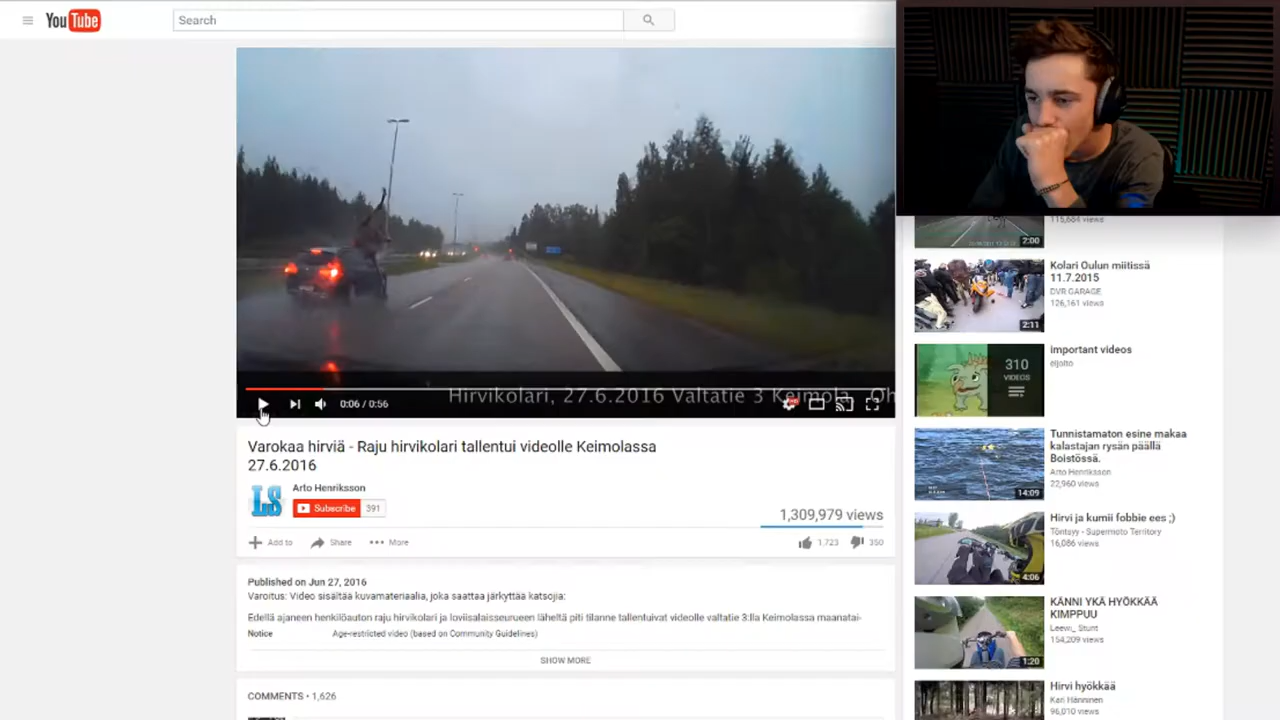 YouTube
Search
0:06 / 0:56
Hirvikolari, 27.6.2016 Valtatie 3 Keimola
Varokaa hirviä - Raju hirvikolari tallentui videolle Keimolassa
27.6.2016
LS
Arto Henriksson
Subscribe
391
1,309,979 views
Add to
Share
More
1,723
350
Published on Jun 27, 2016
Varoitus: Video sisältää kuvamateriaalia, joka saattaa järkyttää katsojia:
Edellä ajaneen henkilöauton raju hirvikolari ja loviisalaisseurueen läheltä piti tilanne tallentuivat videolle valtatie 3:lla Keimolassa maanatai-
Notice
Age-restricted video (based on Community Guidelines)
SHOW MORE
COMMENTS • 1,626
115,684 views
2:00
Kolari Oulun miitissä
11.7.2015
DVR GARAGE
126,161 views
2:11
important videos
eljolto
310
VIDEOS
Tunnistamaton esine makaa
kalastajan rysän päällä
Boistössä.
Arto Henriksson
22,960 views
14:09
Hirvi ja kumii fobbie ees ;)
Töntsyy - Supermoto Territory
16,086 views
4:06
KÄNNI YKÄ HYÖKKÄÄ
KIMPPUU
Leewi_ Stunt
154,209 views
1:20
Hirvi hyökkää
Kari Hänninen
96,010 views